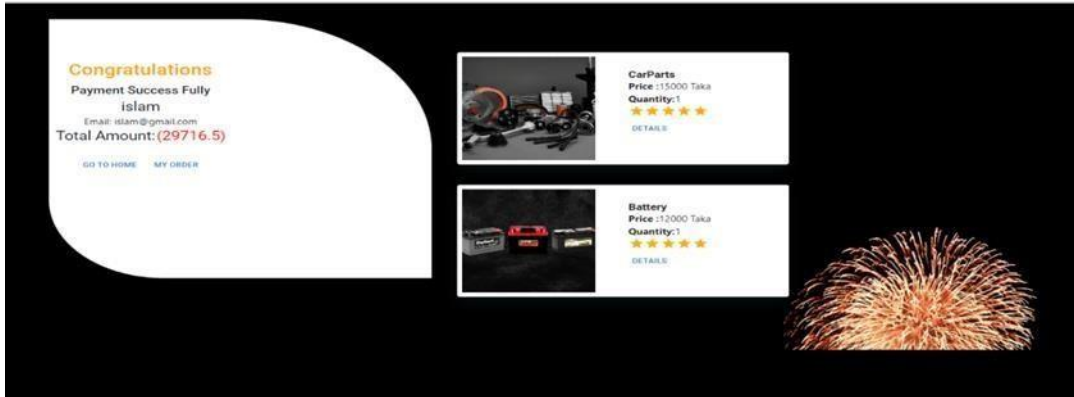 Congratulations
Payment Success Fully
islam
Email: islam@gmail.com
Total Amount:(29716.5)
GO TO HOME MY ORDER
CarParts
Price :15000 Taka
Quantity:1
DETAILS
Battery
Price :12000 Taka
Quantity:1
DETAILS